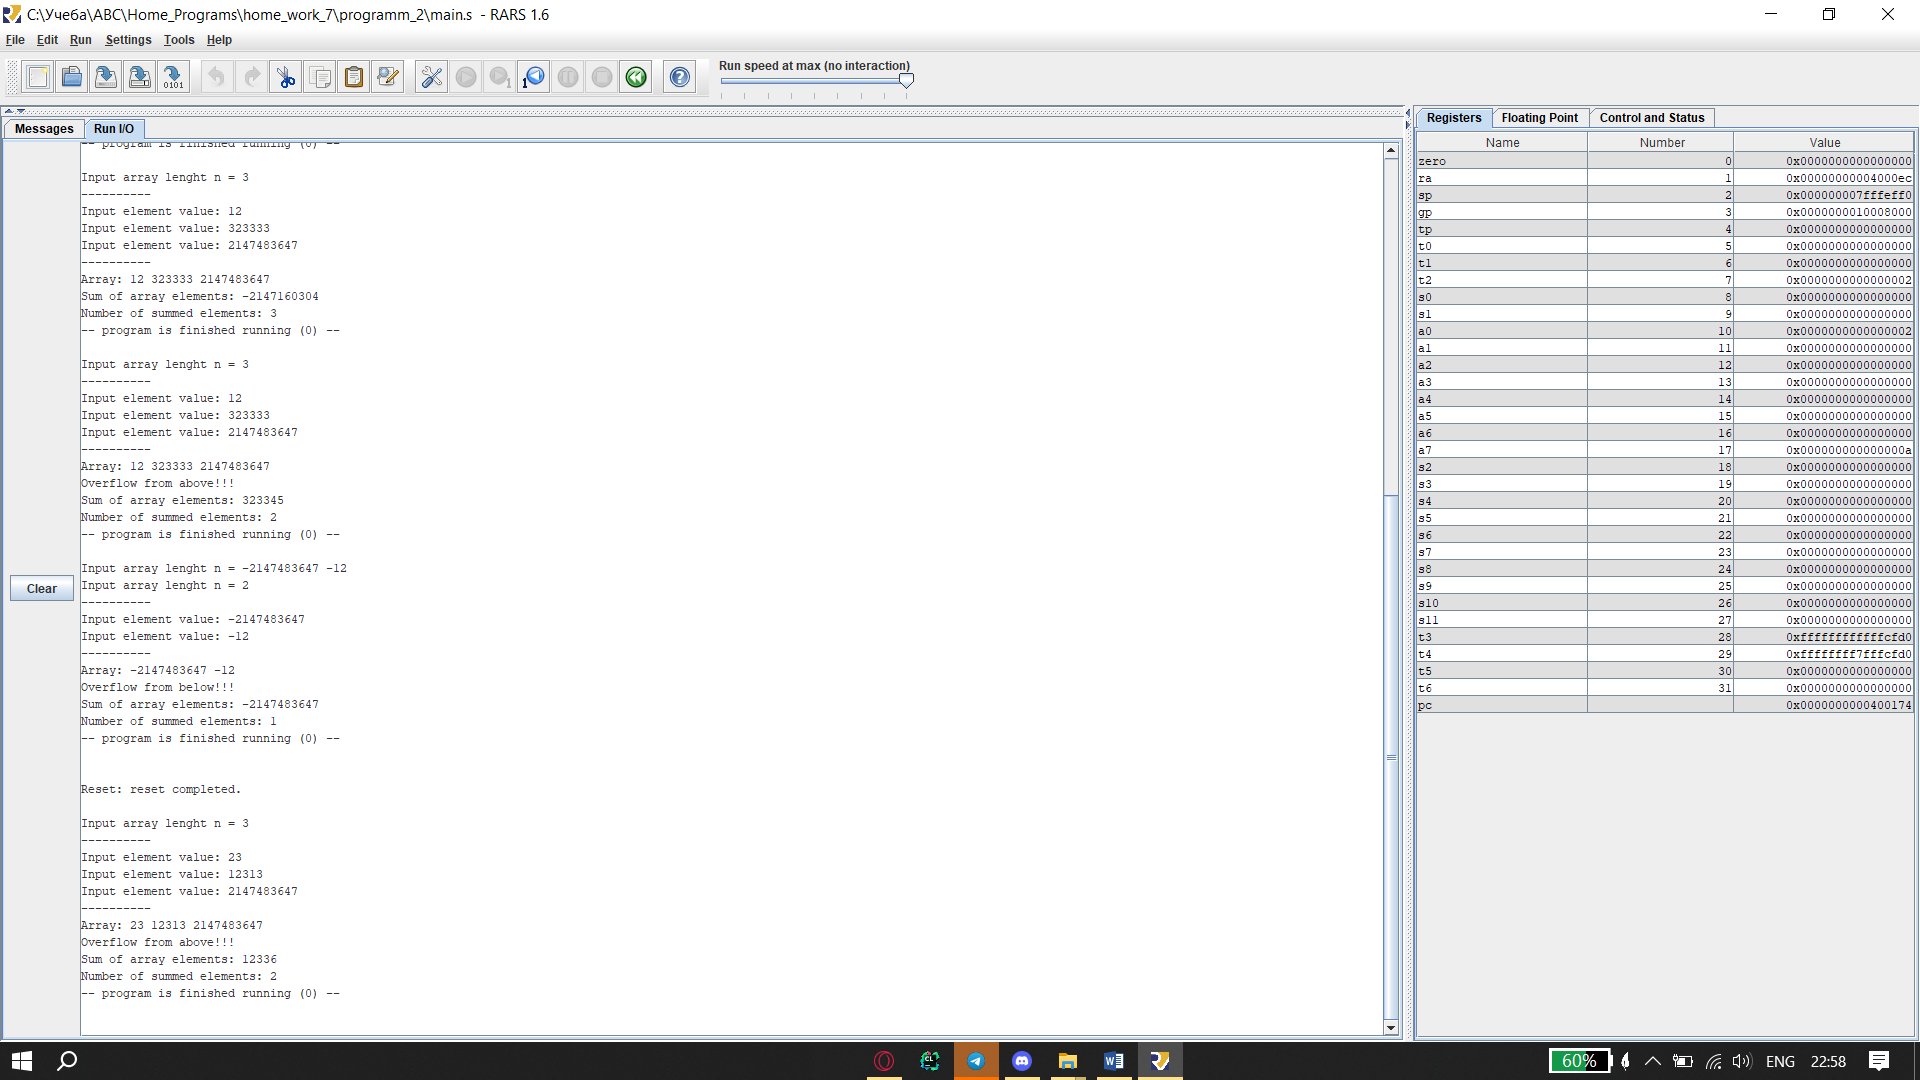 C:\Учеба\ABC\Home_Programs\home_work_7\programm_2\main.s - RARS 1.6
File Edit Run Settings Tools Help
Run speed at max (no interaction)
Messages Run I/O
-- program is finished running (0) --
Input array lenght n = 3
----------
Input element value: 12
Input element value: 323333
Input element value: 2147483647
----------
Array: 12 323333 2147483647
Sum of array elements: -2147160304
Number of summed elements: 3
-- program is finished running (0) --
Input array lenght n = 3
----------
Input element value: 12
Input element value: 323333
Input element value: 2147483647
----------
Array: 12 323333 2147483647
Overflow from above!!!
Sum of array elements: 323345
Number of summed elements: 2
-- program is finished running (0) --
Input array lenght n = -2147483647 -12
Input array lenght n = 2
----------
Input element value: -2147483647
Input element value: -12
----------
Array: -2147483647 -12
Overflow from below!!!
Sum of array elements: -2147483647
Number of summed elements: 1
-- program is finished running (0) --
Reset: reset completed.
Input array lenght n = 3
----------
Input element value: 23
Input element value: 12313
Input element value: 2147483647
----------
Array: 23 12313 2147483647
Overflow from above!!!
Sum of array elements: 12336
Number of summed elements: 2
-- program is finished running (0) --
Clear
Registers Floating Point Control and Status
Name Number Value
zero 0 0x0000000000000000
ra 1 0x00000000004000ec
sp 2 0x000000007fffeff0
gp 3 0x0000000010008000
tp 4 0x0000000000000000
t0 5 0x0000000000000000
t1 6 0x0000000000000000
t2 7 0x0000000000000002
s0 8 0x0000000000000000
s1 9 0x0000000000000000
a0 10 0x0000000000000002
a1 11 0x0000000000000000
a2 12 0x0000000000000000
a3 13 0x0000000000000000
a4 14 0x0000000000000000
a5 15 0x0000000000000000
a6 16 0x0000000000000000
a7 17 0x000000000000000a
s2 18 0x0000000000000000
s3 19 0x0000000000000000
s4 20 0x0000000000000000
s5 21 0x0000000000000000
s6 22 0x0000000000000000
s7 23 0x0000000000000000
s8 24 0x0000000000000000
s9 25 0x0000000000000000
s10 26 0x0000000000000000
s11 27 0x0000000000000000
t3 28 0xffffffffffffcfd0
t4 29 0xffffffff7fffcfd0
t5 30 0x0000000000000000
t6 31 0x0000000000000000
pc 0x0000000000400174
60% ENG 22:58